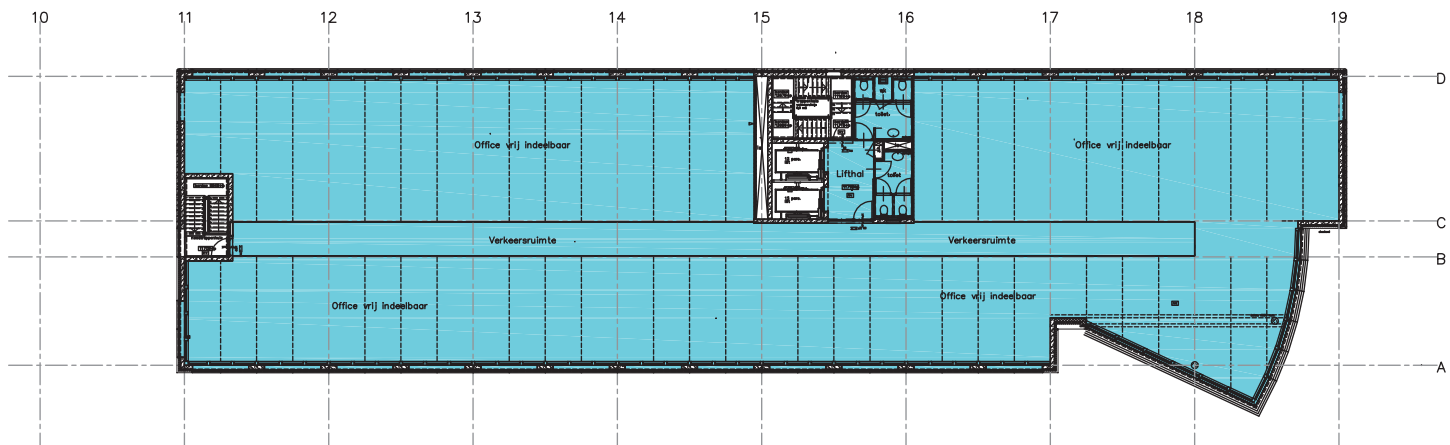 10 11 12 13 14 15 16 17 18 19
D
toilet
Office vrij indeelbaar
Office vrij indeelbaar
Lifthal
toilet
C
Verkeersruimte
Verkeersruimte
B
Office vrij indeelbaar
Office vrij indeelbaar
A